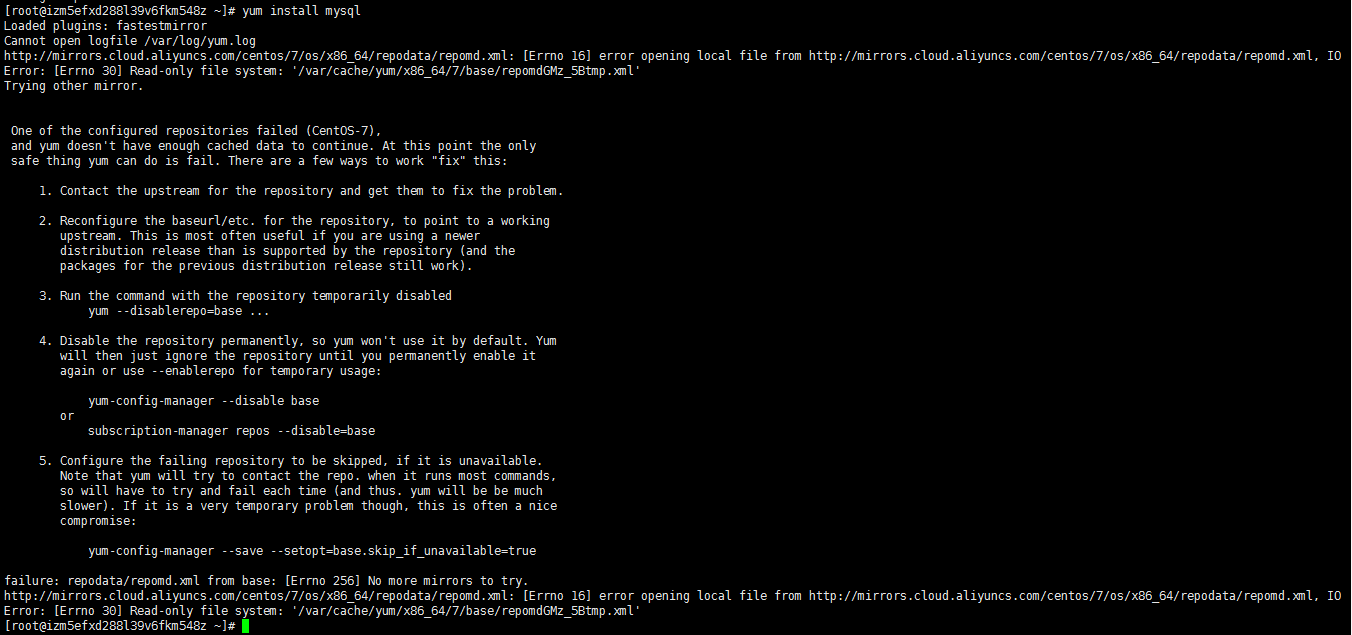 [root@izm5efxd288l39v6fkm548z ~]# yum install mysql
Loaded plugins: fastestmirror
Cannot open logfile /var/log/yum.log
http://mirrors.cloud.aliyuncs.com/centos/7/os/x86_64/repodata/repomd.xml: [Errno 16] error opening local file from http://mirrors.cloud.aliyuncs.com/centos/7/os/x86_64/repodata/repomd.xml, IO
Error: [Errno 30] Read-only file system: '/var/cache/yum/x86_64/7/base/repomdGMz_5Btmp.xml'
Trying other mirror.
One of the configured repositories failed (CentOS-7),
and yum doesn't have enough cached data to continue. At this point the only
safe thing yum can do is fail. There are a few ways to work "fix" this:
1. Contact the upstream for the repository and get them to fix the problem.
2. Reconfigure the baseurl/etc. for the repository, to point to a working
upstream. This is most often useful if you are using a newer
distribution release than is supported by the repository (and the
packages for the previous distribution release still work).
3. Run the command with the repository temporarily disabled
yum --disablerepo=base ...
4. Disable the repository permanently, so yum won't use it by default. Yum
will then just ignore the repository until you permanently enable it
again or use --enablerepo for temporary usage:
yum-config-manager --disable base
or
subscription-manager repos --disable=base
5. Configure the failing repository to be skipped, if it is unavailable.
Note that yum will try to contact the repo. when it runs most commands,
so will have to try and fail each time (and thus. yum will be be much
slower). If it is a very temporary problem though, this is often a nice
compromise:
yum-config-manager --save --setopt=base.skip_if_unavailable=true
failure: repodata/repomd.xml from base: [Errno 256] No more mirrors to try.
http://mirrors.cloud.aliyuncs.com/centos/7/os/x86_64/repodata/repomd.xml: [Errno 16] error opening local file from http://mirrors.cloud.aliyuncs.com/centos/7/os/x86_64/repodata/repomd.xml, IO
Error: [Errno 30] Read-only file system: '/var/cache/yum/x86_64/7/base/repomdGMz_5Btmp.xml'
[root@izm5efxd288l39v6fkm548z ~]#